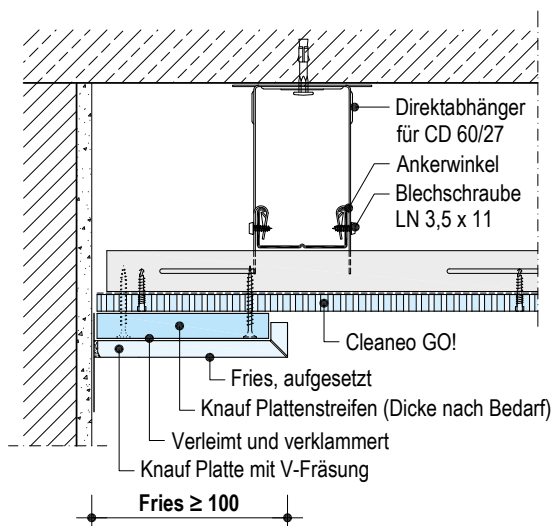 Direktabhänger
für CD 60/27
Ankerwinkel
Blechschraube
LN 3,5 x 11
Cleaneo GO!
Fries, aufgesetzt
Knauf Plattenstreifen (Dicke nach Bedarf)
Verleimt und verklammert
Knauf Platte mit V-Fräsung
Fries ≥ 100